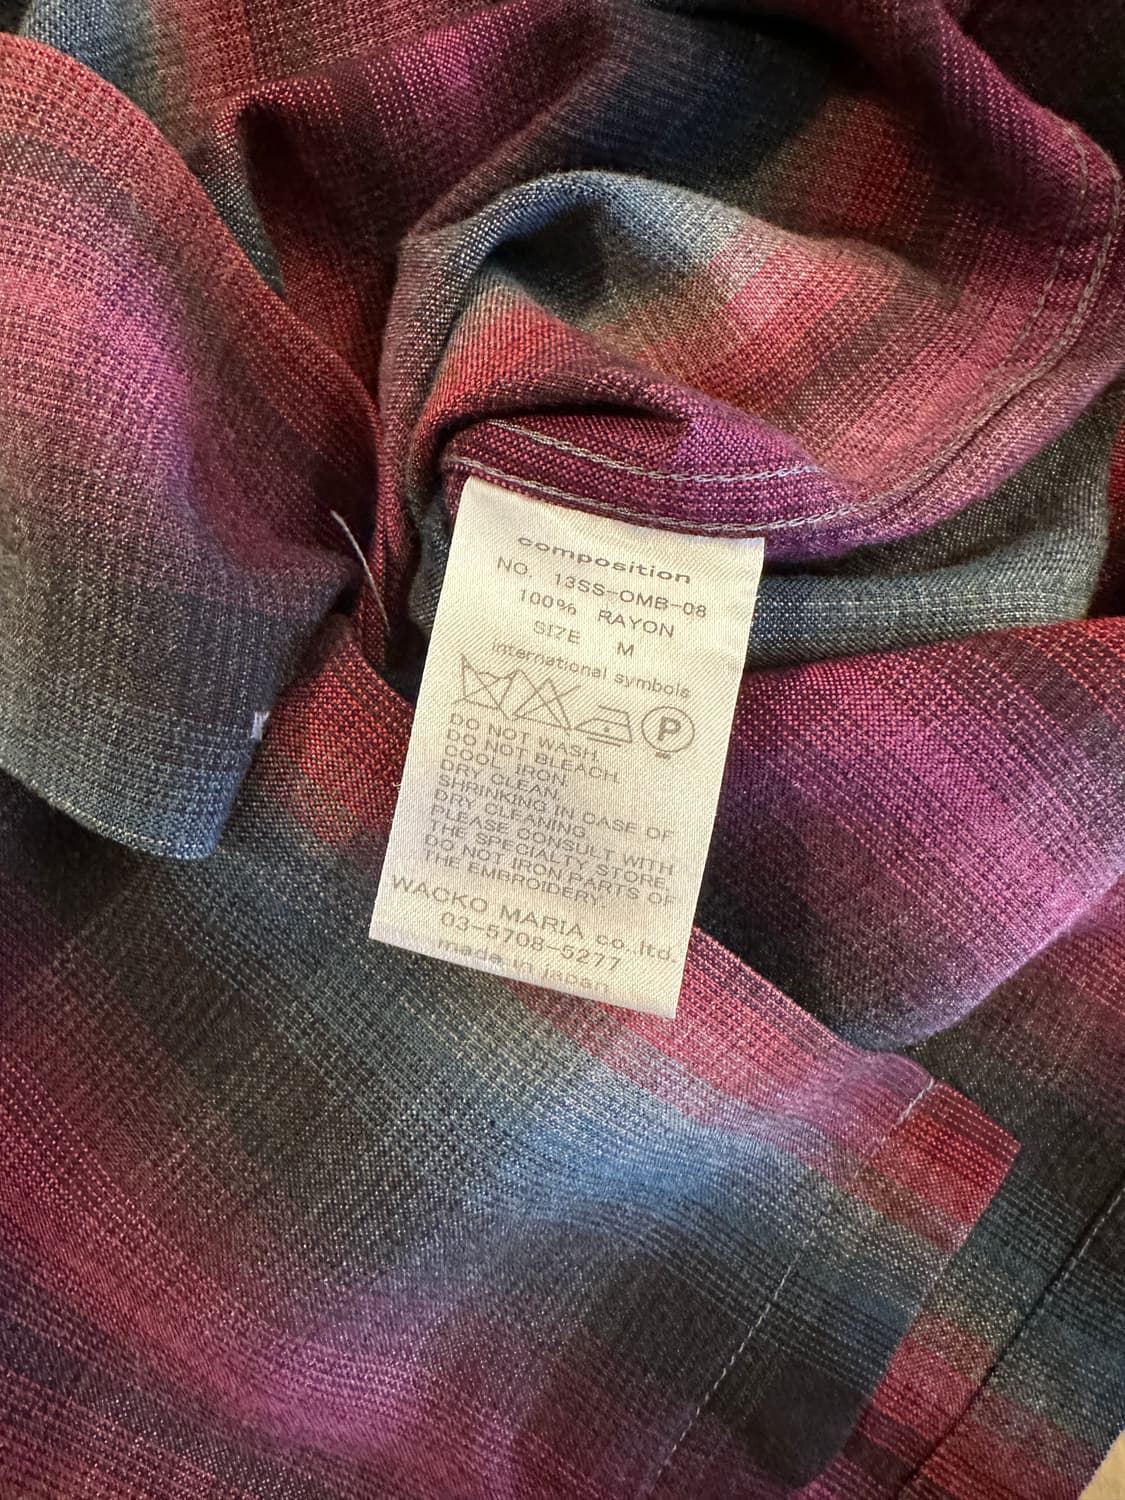 composition
NO. 13SS-OMB-08
100% RAYON
SIZE M
international symbols
P
DO NOT WASH.
DO NOT BLEACH.
COOL IRON.
DRY CLEAN.
SHRINKING IN CASE OF
DRY CLEANING.
PLEASE CONSULT WITH
THE SPECIALTY STORE.
DO NOT IRON PARTS OF
THE EMBROIDERY.
WACKO MARIA co.,ltd.
03-5708-5277
made in japan